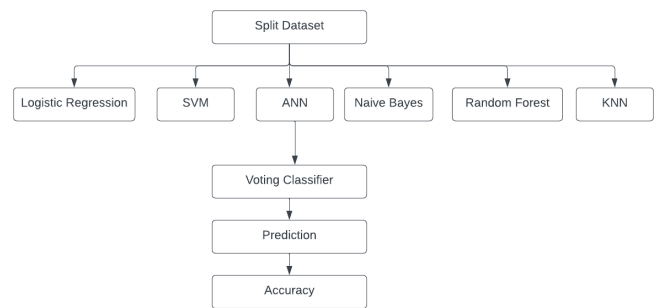 Split Dataset
Logistic Regression
SVM
ANN
Naive Bayes
Random Forest
KNN
Voting Classifier
Prediction
Accuracy